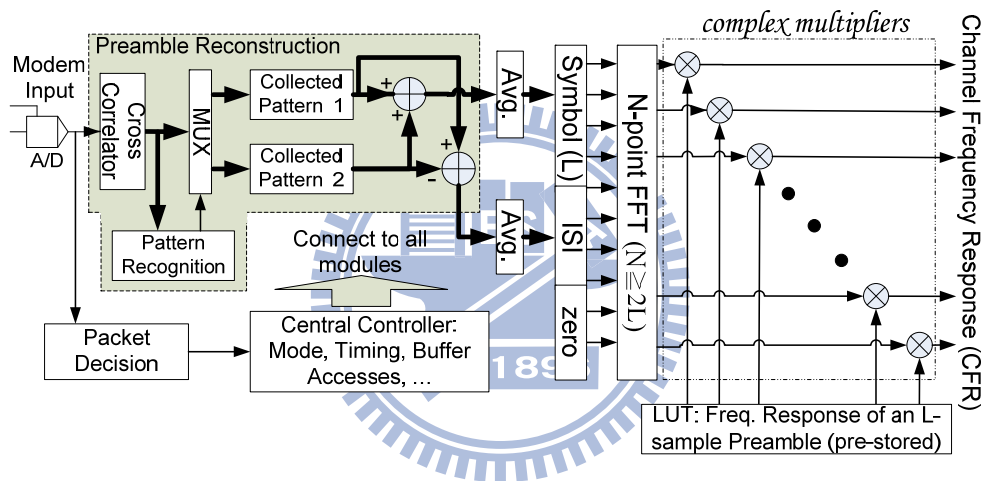 complex multipliers
Preamble Reconstruction
Modem
Input
A/D
Cross
Correlator
MUX
Collected
Pattern 1
Collected
Pattern 2
+
+
+
-
Avg.
Avg.
Symbol (L)
ISI
zero
N-point FFT (N≧2L)
Channel Frequency Response (CFR)
Pattern
Recognition
Connect to all
modules
Packet
Decision
Central Controller:
Mode, Timing, Buffer
Accesses, ...
1896
LUT: Freq. Response of an L-
sample Preamble (pre-stored)